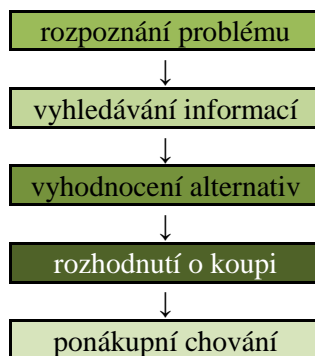 rozpoznání problému
↓
vyhledávání informací
↓
vyhodnocení alternativ
↓
rozhodnutí o koupi
↓
ponákupní chování